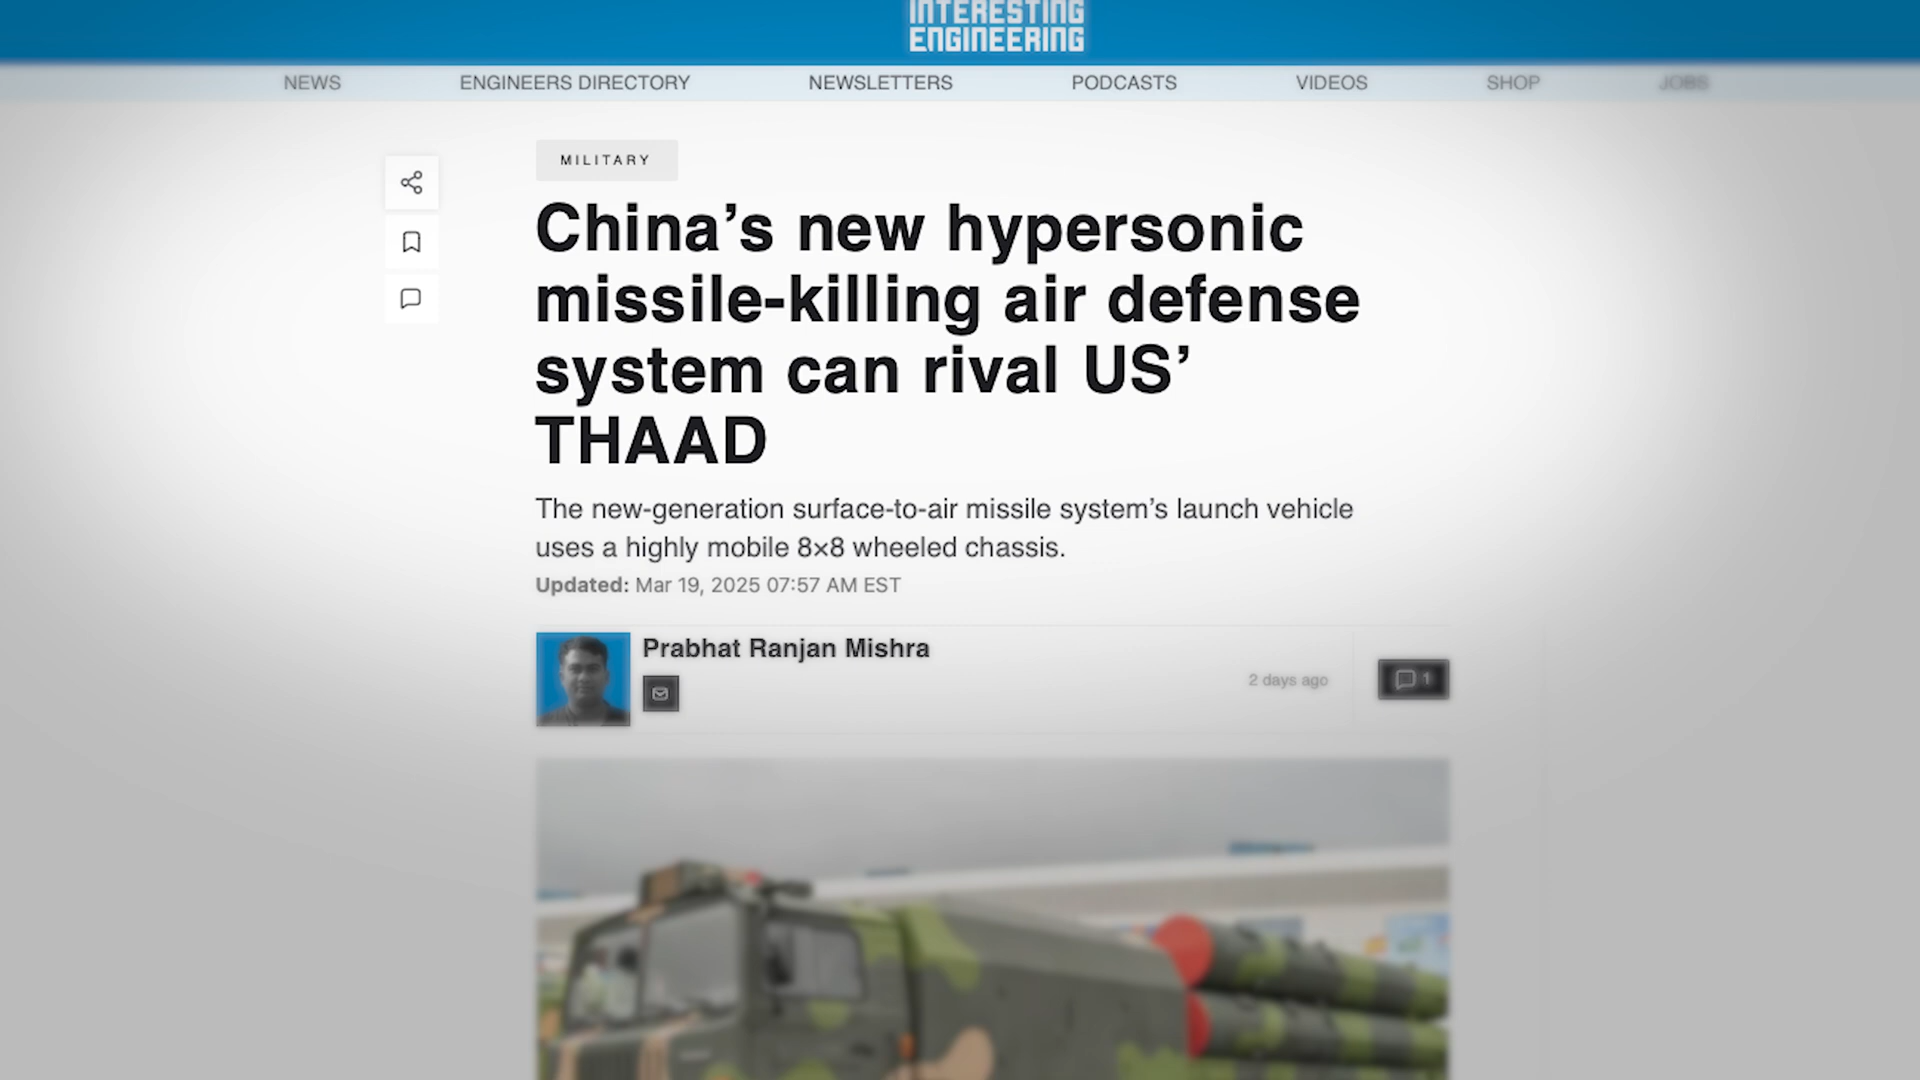 INTERESTING
ENGINEERING
NEWS ENGINEERS DIRECTORY NEWSLETTERS PODCASTS VIDEOS SHOP JOBS
MILITARY
China’s new hypersonic
missile-killing air defense
system can rival US’
THAAD
The new-generation surface-to-air missile system’s launch vehicle
uses a highly mobile 8×8 wheeled chassis.
Updated: Mar 19, 2025 07:57 AM EST
Prabhat Ranjan Mishra
2 days ago
1